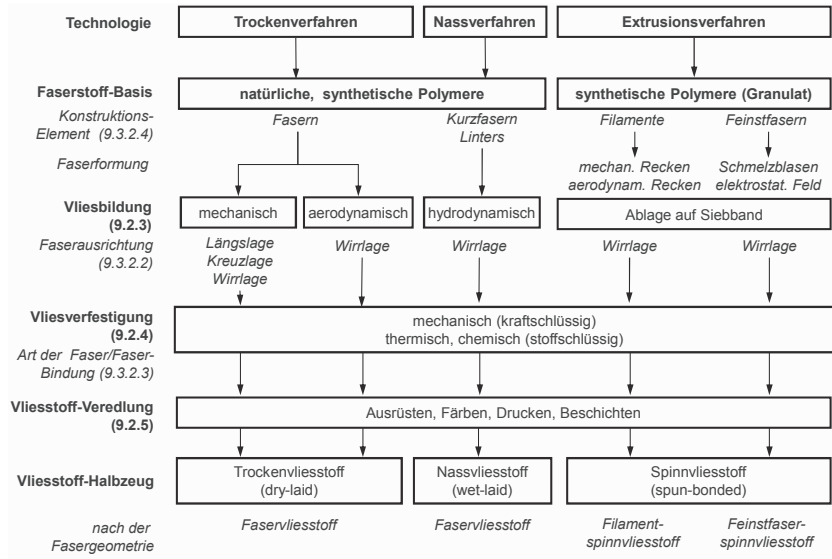 Technologie
Trockenverfahren
Nassverfahren
Extrusionsverfahren
Faserstoff-Basis
natürliche, synthetische Polymere
synthetische Polymere (Granulat)
Konstruktions-
Element (9.3.2.4)
Fasern
Kurzfasern
Linters
Filamente
Feinstfasern
Faserformung
mechan. Recken
aerodynam. Recken
Schmelzblasen
elektrostat. Feld
Vliesbildung
(9.2.3)
mechanisch
aerodynamisch
hydrodynamisch
Ablage auf Siebband
Faserausrichtung
(9.3.2.2)
Längslage
Kreuzlage
Wirrlage
Wirrlage
Wirrlage
Wirrlage
Wirrlage
Vliesverfestigung
(9.2.4)
mechanisch (kraftschlüssig)
thermisch, chemisch (stoffschlüssig)
Art der Faser/Faser-
Bindung (9.3.2.3)
Vliesstoff-Veredlung
(9.2.5)
Ausrüsten, Färben, Drucken, Beschichten
Vliesstoff-Halbzeug
Trockenvliesstoff
(dry-laid)
Nassvliesstoff
(wet-laid)
Spinnvliesstoff
(spun-bonded)
nach der
Fasergeometrie
Faservliesstoff
Faservliesstoff
Filament-
spinnvliesstoff
Feinstfaser-
spinnvliesstoff